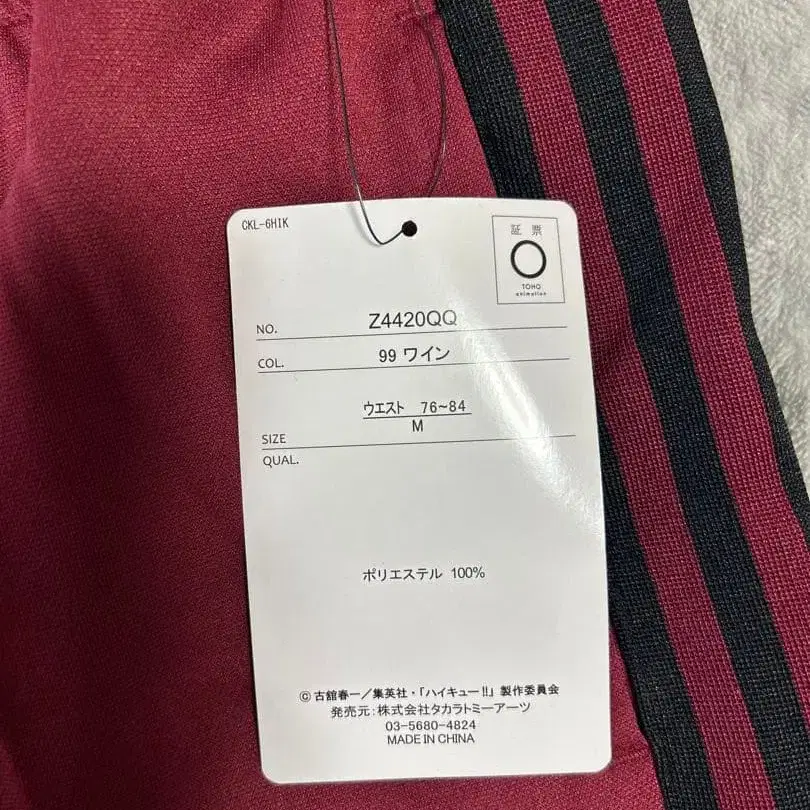 CKL-6HIK
証 票
TOHO
animation
NO. Z4420QQ
COL. 99 ワイン
ウエスト 76~84
SIZE M
QUAL.
ポリエステル 100%
©古舘春一／集英社・「ハイキュー!!」製作委員会
発売元：株式会社タカラトミーアーツ
03-5680-4824
MADE IN CHINA